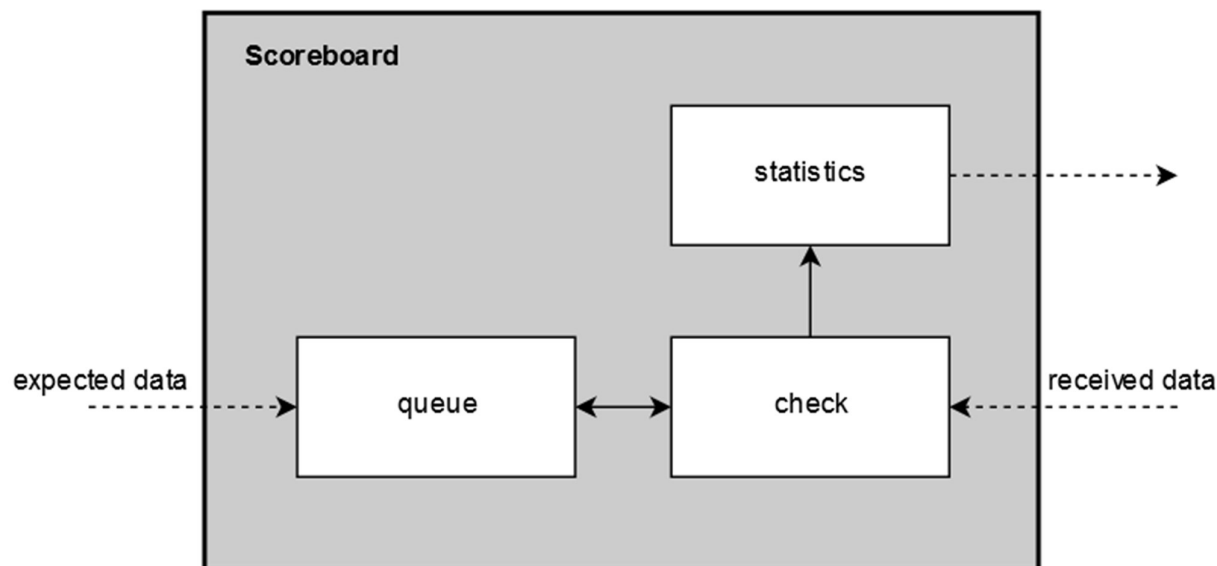 Scoreboard
statistics
expected data
queue
check
received data